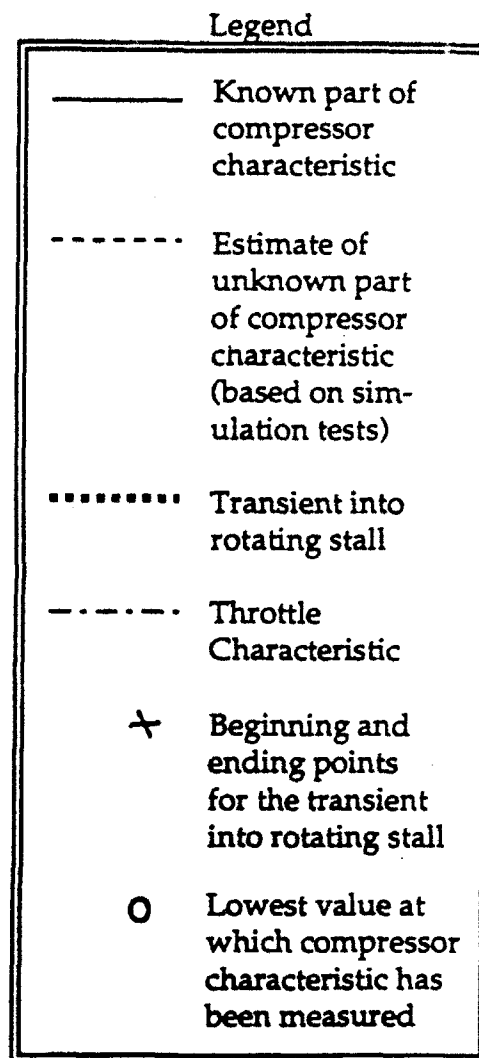 Legend
Known part of
compressor
characteristic
Estimate of
unknown part
of compressor
characteristic
(based on sim-
ulation tests)
Transient into
rotating stall
Throttle
Characteristic
Beginning and
ending points
for the transient
into rotating stall
Lowest value at
which compressor
characteristic has
been measured